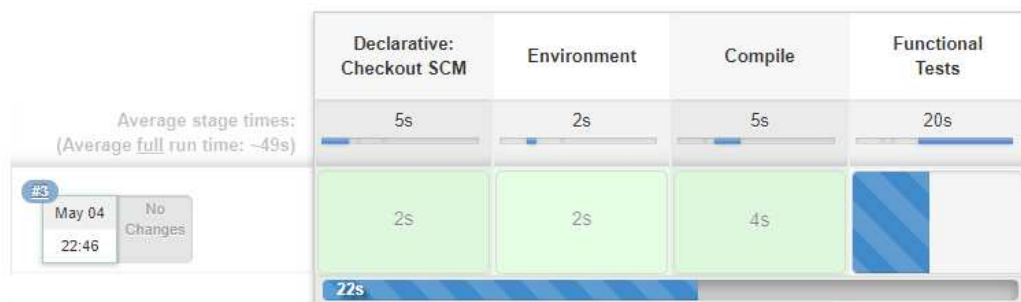 Declarative:
Checkout SCM
Environment
Compile
Functional
Tests
Average stage times:
(Average full run time: ~49s)
5s
2s
5s
20s
#3
May 04
22:46
No
Changes
2s
2s
4s
22s